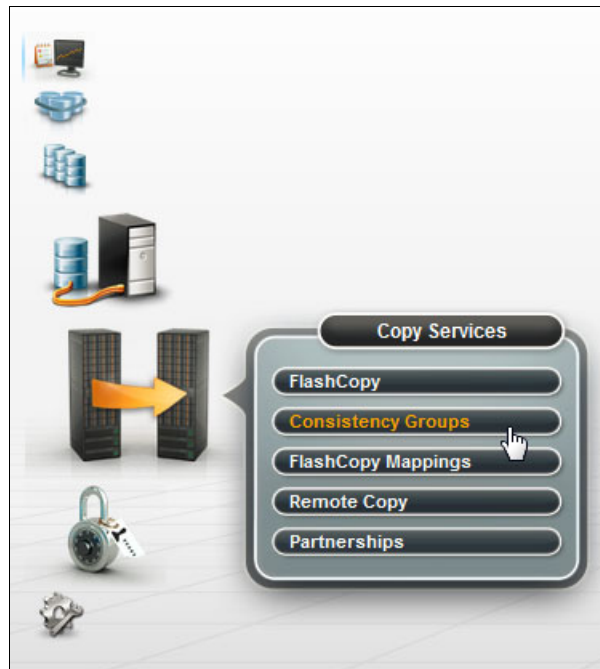 Copy Services
FlashCopy
Consistency Groups
FlashCopy Mappings
Remote Copy
Partnerships